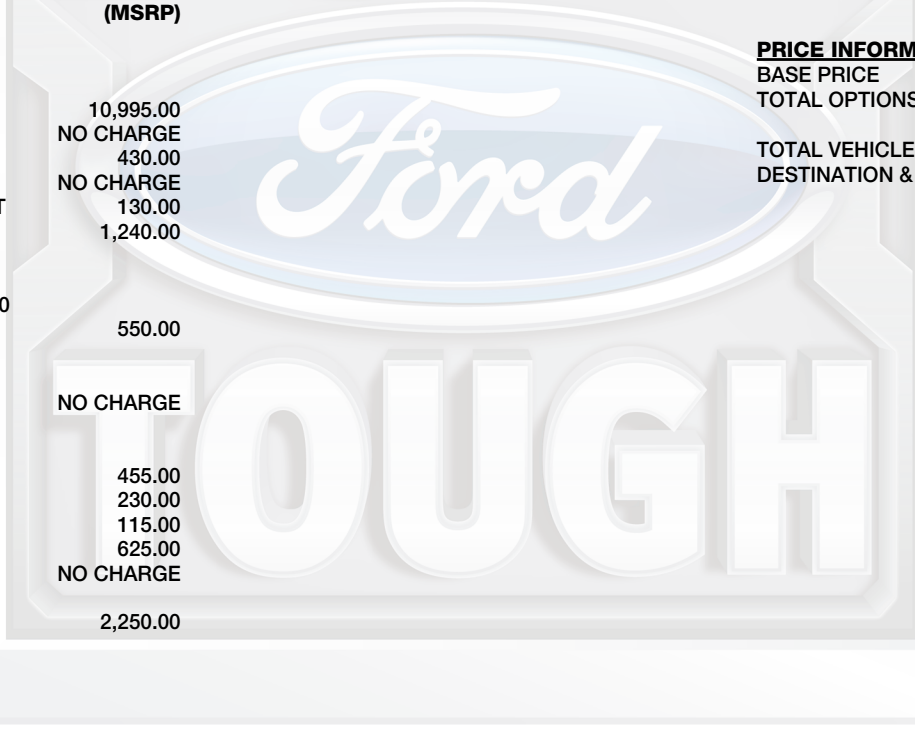 (MSRP)
10,995.00
NO CHARGE
430.00
NO CHARGE
T
130.00
1,240.00
0
550.00
NO CHARGE
455.00
230.00
115.00
625.00
NO CHARGE
2,250.00
PRICE INFORM
BASE PRICE
TOTAL OPTIONS
TOTAL VEHICLE
DESTINATION &
Ford
TOUGH